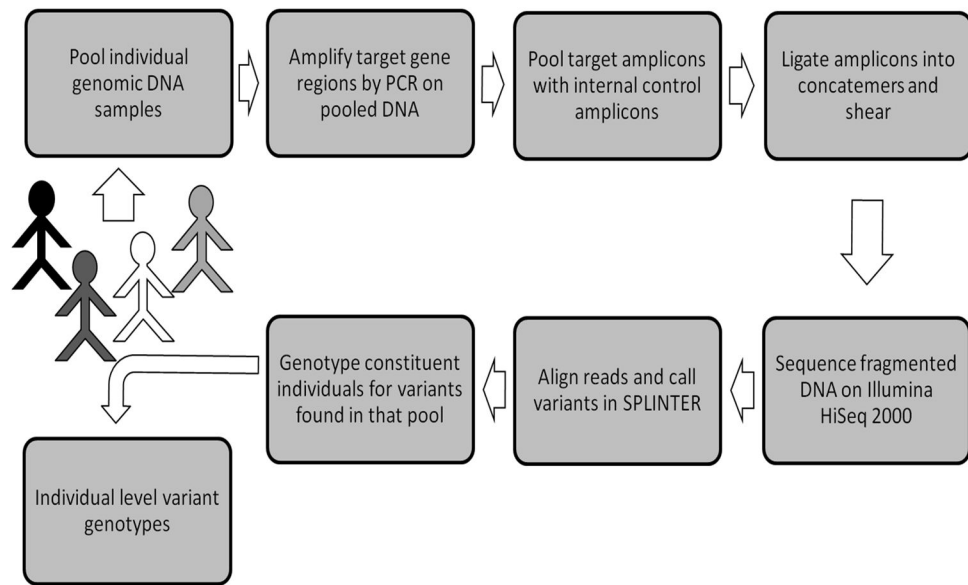 Pool individual
genomic DNA
samples
Amplify target gene
regions by PCR on
pooled DNA
Pool target amplicons
with internal control
amplicons
Ligate amplicons into
concatemers and
shear
Sequence fragmented
DNA on Illumina
HiSeq 2000
Align reads and call
variants in SPLINTER
Genotype constituent
individuals for variants
found in that pool
Individual level variant
genotypes